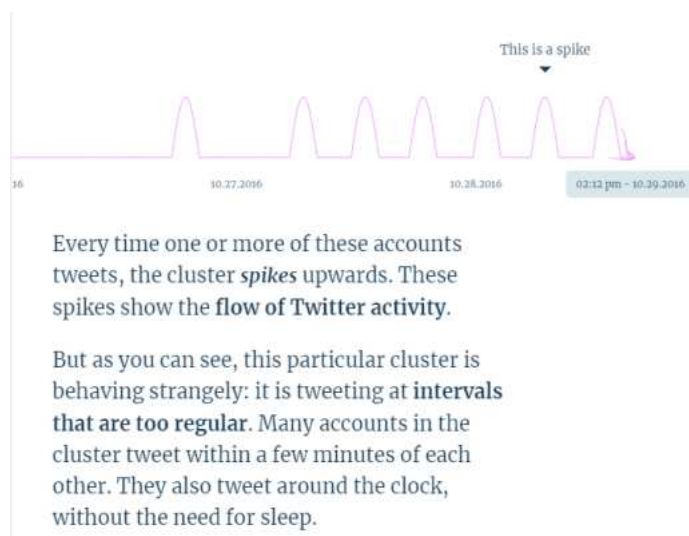 This is a spike
16
10.27.2016
10.28.2016
02:12 pm - 10.29.2016
Every time one or more of these accounts
tweets, the cluster spikes upwards. These
spikes show the flow of Twitter activity.
But as you can see, this particular cluster is
behaving strangely: it is tweeting at intervals
that are too regular. Many accounts in the
cluster tweet within a few minutes of each
other. They also tweet around the clock,
without the need for sleep.